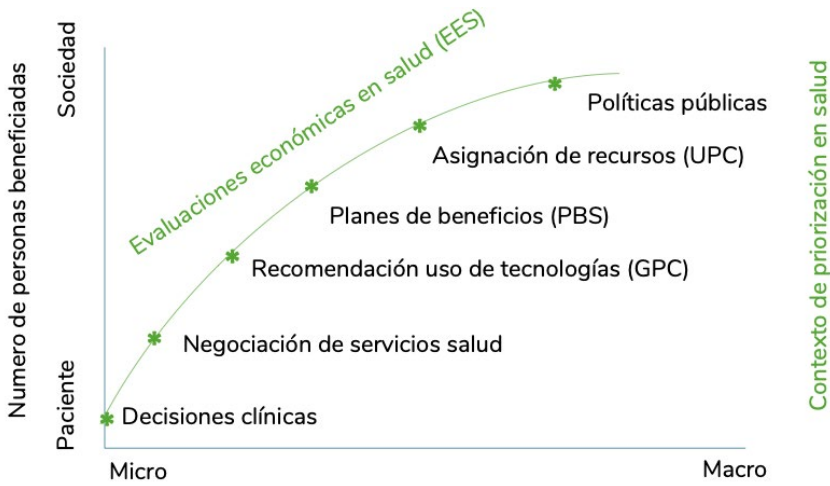 Numero de personas beneficiadas
Sociedad
Paciente
Evaluaciones económicas en salud (EES)
Políticas públicas
Asignación de recursos (UPC)
Planes de beneficios (PBS)
Recomendación uso de tecnologías (GPC)
Negociación de servicios salud
Decisiones clínicas
Micro
Macro
Contexto de priorización en salud